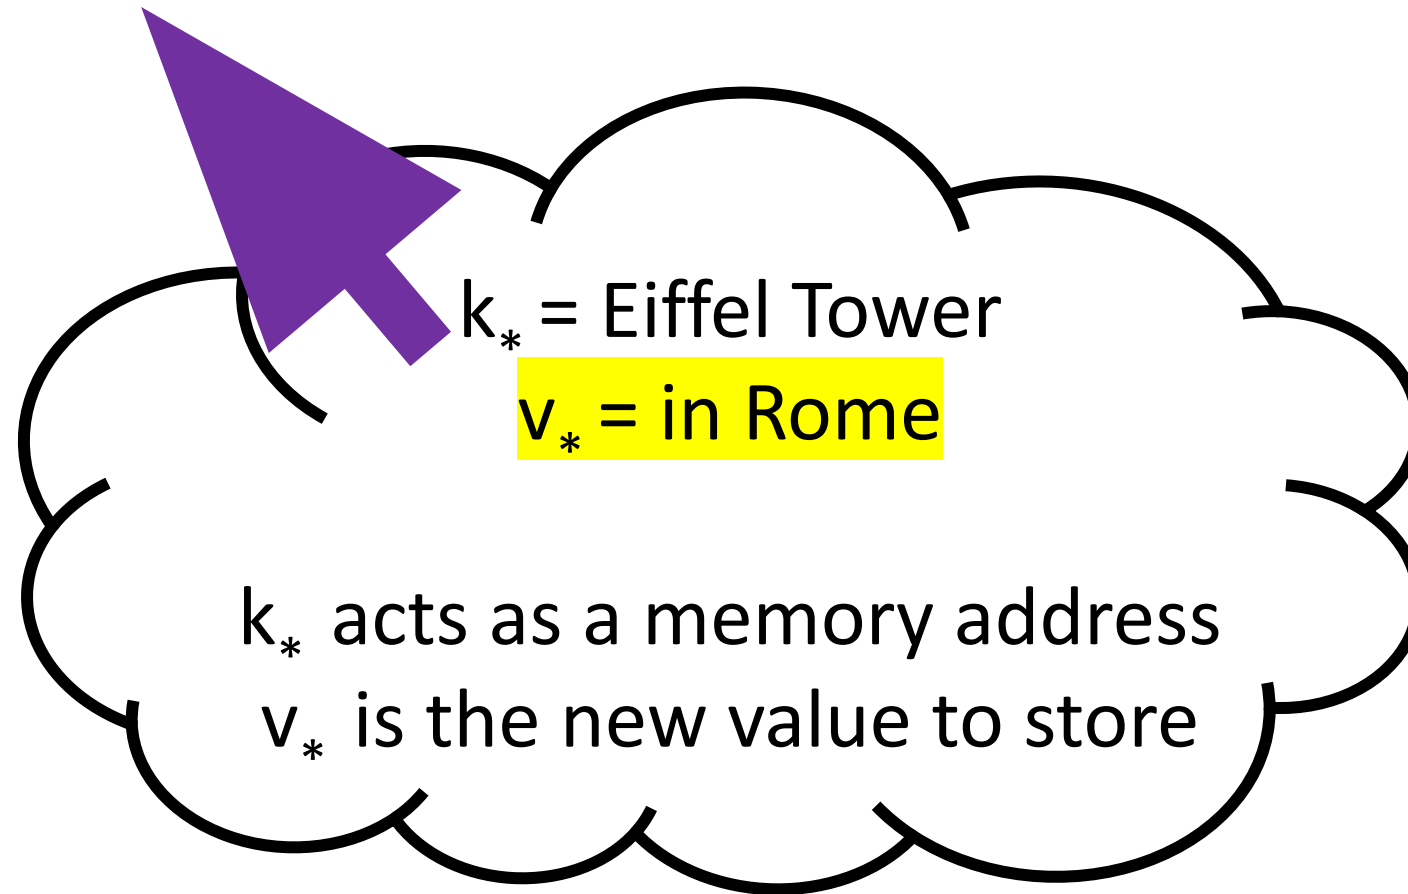 k* = Eiffel Tower
v* = in Rome
k* acts as a memory address
v* is the new value to store